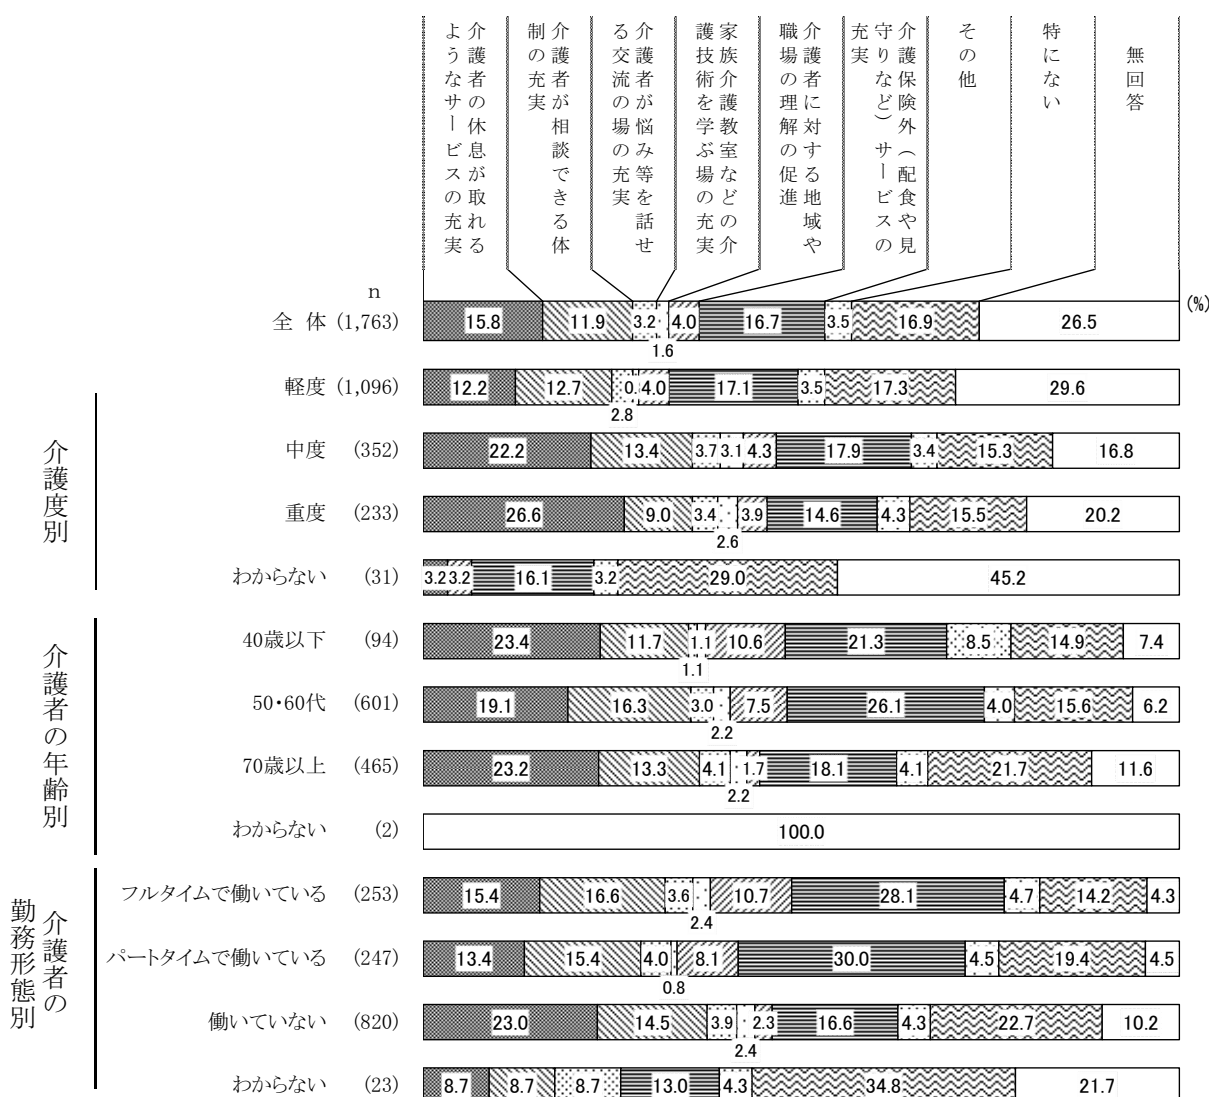 介護者の休息が取れる
ようなサービスの充実
介護者が相談できる体
制の充実
介護者が悩み等を話せ
る交流の場の充実
家族介護教室などの介
護技術を学ぶ場の充実
介護者に対する地域や
職場の理解の促進
介護保険外（配食や見
守りなど）サービスの
充実
その他
特にない
無回答
n
(%)
全 体 (1,763) 15.8 11.9 3.2 4.0 16.7 3.5 16.9 26.5
1.6
介護度別
軽度 (1,096) 12.2 12.7 0. 4.0 17.1 3.5 17.3 29.6
2.8
中度 (352) 22.2 13.4 3.7 3.1 4.3 17.9 3.4 15.3 16.8
重度 (233) 26.6 9.0 3.4 3.9 14.6 4.3 15.5 20.2
2.6
わからない (31) 3.2 3.2 16.1 3.2 29.0 45.2
介護者の年齢別
40歳以下 (94) 23.4 11.7 1.1 10.6 21.3 8.5 14.9 7.4
1.1
50・60代 (601) 19.1 16.3 3.0 7.5 26.1 4.0 15.6 6.2
2.2
70歳以上 (465) 23.2 13.3 4.1 1.7 18.1 4.1 21.7 11.6
2.2
わからない (2) 100.0
介護者の
勤務形態別
フルタイムで働いている (253) 15.4 16.6 3.6 10.7 28.1 4.7 14.2 4.3
2.4
パートタイムで働いている (247) 13.4 15.4 4.0 8.1 30.0 4.5 19.4 4.5
0.8
働いていない (820) 23.0 14.5 3.9 2.3 16.6 4.3 22.7 10.2
2.4
わからない (23) 8.7 8.7 8.7 13.0 4.3 34.8 21.7